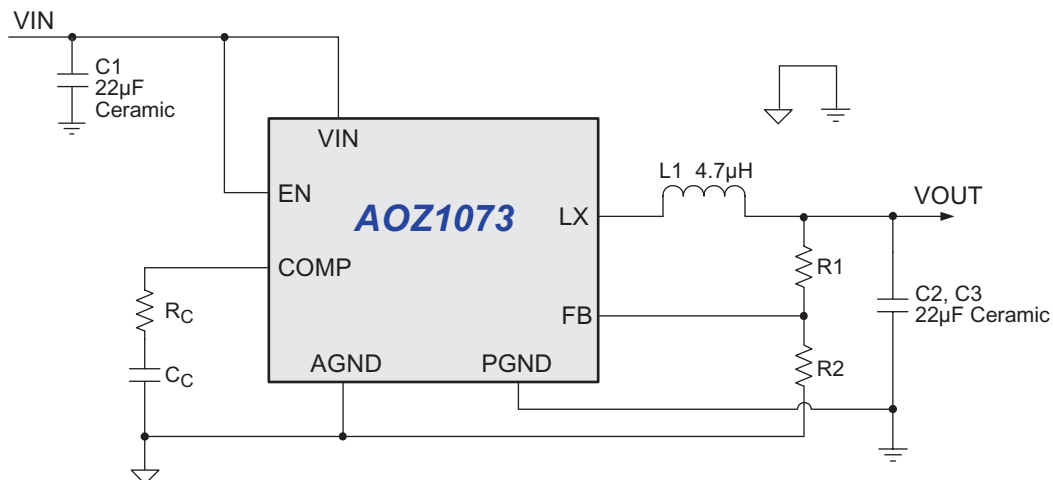 VIN
C1
22µF
Ceramic
VIN
EN
AOZ1073
LX
L1 4.7µH
VOUT
COMP
R1
RC
FB
C2, C3
22µF Ceramic
CC
AGND
PGND
R2